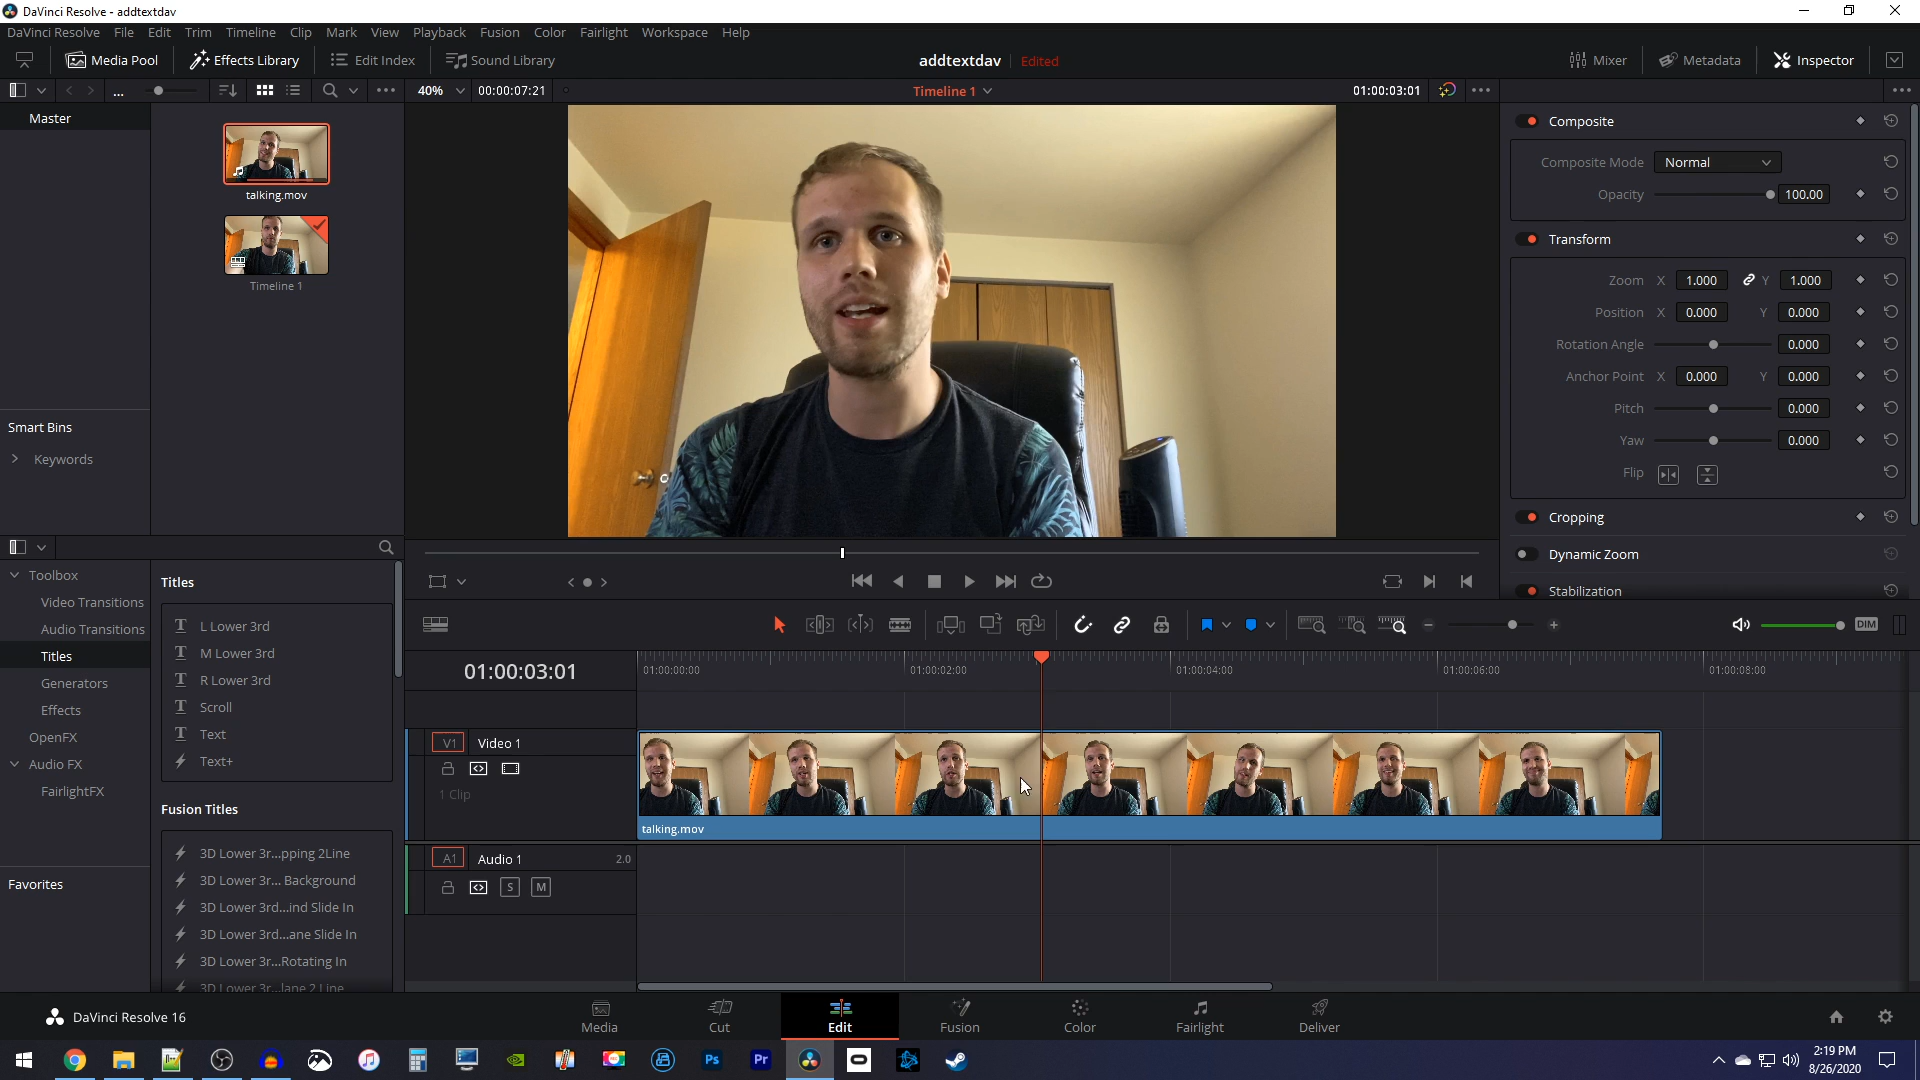 DaVinci Resolve - addtextdav
DaVinci Resolve File Edit Trim Timeline Clip Mark View Playback Fusion Color Fairlight Workspace Help
Media Pool Effects Library Edit Index Sound Library addtextdav Edited Mixer Metadata Inspector
... 40% 00:00:07:21 Timeline 1 01:00:03:01
Master
talking.mov
Timeline 1
Smart Bins
Keywords
Composite
Composite Mode Normal
Opacity 100.00
Transform
Zoom X 1.000 Y 1.000
Position X 0.000 Y 0.000
Rotation Angle 0.000
Anchor Point X 0.000 Y 0.000
Pitch 0.000
Yaw 0.000
Flip
Cropping
Dynamic Zoom
Stabilization
Toolbox
Video Transitions
Audio Transitions
Titles
Generators
Effects
OpenFX
Audio FX
FairlightFX
Favorites
Titles
L Lower 3rd
M Lower 3rd
R Lower 3rd
Scroll
Text
Text+
Fusion Titles
3D Lower 3r...pping 2Line
3D Lower 3r... Background
3D Lower 3rd...ind Slide In
3D Lower 3rd...ane Slide In
3D Lower 3r...Rotating In
3D Lower 3r...lane 2 Line
DIM
01:00:03:01 01:00:00:00 01:00:02:00 01:00:04:00 01:00:06:00 01:00:08:00
V1 Video 1
1 Clip
talking.mov
A1 Audio 1 2.0
S M
DaVinci Resolve 16
Media Cut Edit Fusion Color Fairlight Deliver
Ps Pr
2:19 PM
8/26/2020